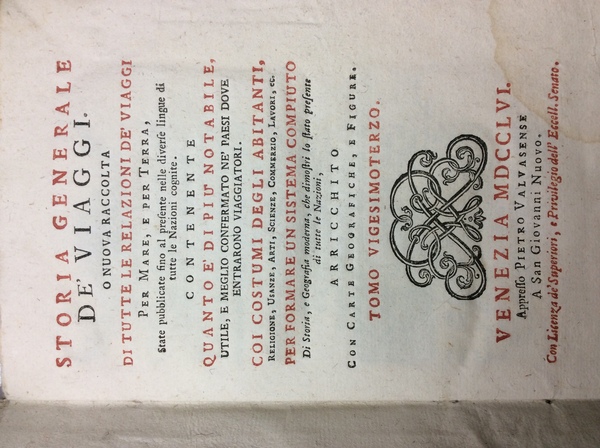 STORIA GENERALE
DE' VIAGGI.
O NUOVA RACCOLTA
DI TUTTE LE RELAZIONI DE' VIAGGI
PER MARE, E PER TERRA,
State pubblicate fino al presente nelle diverse lingue di
tutte le Nazioni cognite.
CONTENENTE
QUANTO E' DI PIU' NOTABILE,
UTILE, E MEGLIO CONFERMATO NE' PAESI DOVE
ENTRARONO VIAGGIATORI.
COI COSTUMI DEGLI ABITANTI,
RELIGIONE, USANZE, ARTI, SCIENZE, COMMERZIO, LAVORI, ec.
PER FORMARE UN SISTEMA COMPIUTO
Di Storia, e Geografia moderna, che dimostri lo stato presente
di tutte le Nazioni,
ARRICCHITO
CON CARTE GEOGRAFICHE, E FIGURE.
TOMO VIGESIMOTERZO.
VENEZIA MDCCLVI.
Appresso PIETRO VALVASENSE
A San Giovanni Nuovo.
Con Licenza de' Superiori, e Privilegio dell' Eccell. Senato.